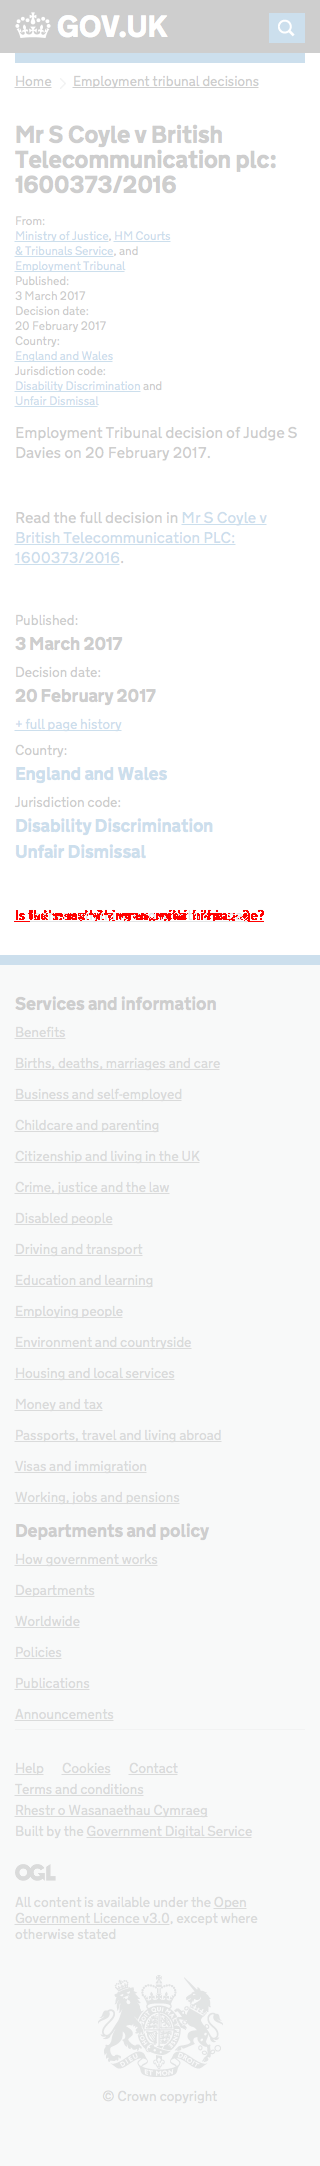 GOV.UK
Home Employment tribunal decisions
Mr S Coyle v British
Telecommunication plc:
1600373/2016
From:
Ministry of Justice, HM Courts
& Tribunals Service, and
Employment Tribunal
Published:
3 March 2017
Decision date:
20 February 2017
Country:
England and Wales
Jurisdiction code:
Disability Discrimination and
Unfair Dismissal
Employment Tribunal decision of Judge S
Davies on 20 February 2017.
Read the full decision in Mr S Coyle v
British Telecommunication PLC:
1600373/2016.
Published:
3 March 2017
Decision date:
20 February 2017
+ full page history
Country:
England and Wales
Jurisdiction code:
Disability Discrimination
Unfair Dismissal
Services and information
Benefits
Births, deaths, marriages and care
Business and self-employed
Childcare and parenting
Citizenship and living in the UK
Crime, justice and the law
Disabled people
Driving and transport
Education and learning
Employing people
Environment and countryside
Housing and local services
Money and tax
Passports, travel and living abroad
Visas and immigration
Working, jobs and pensions
Departments and policy
How government works
Departments
Worldwide
Policies
Publications
Announcements
Help Cookies Contact
Terms and conditions
Rhestr o Wasanaethau Cymraeg
Built by the Government Digital Service
OGL
All content is available under the Open
Government Licence v3.0, except where
otherwise stated
© Crown copyright